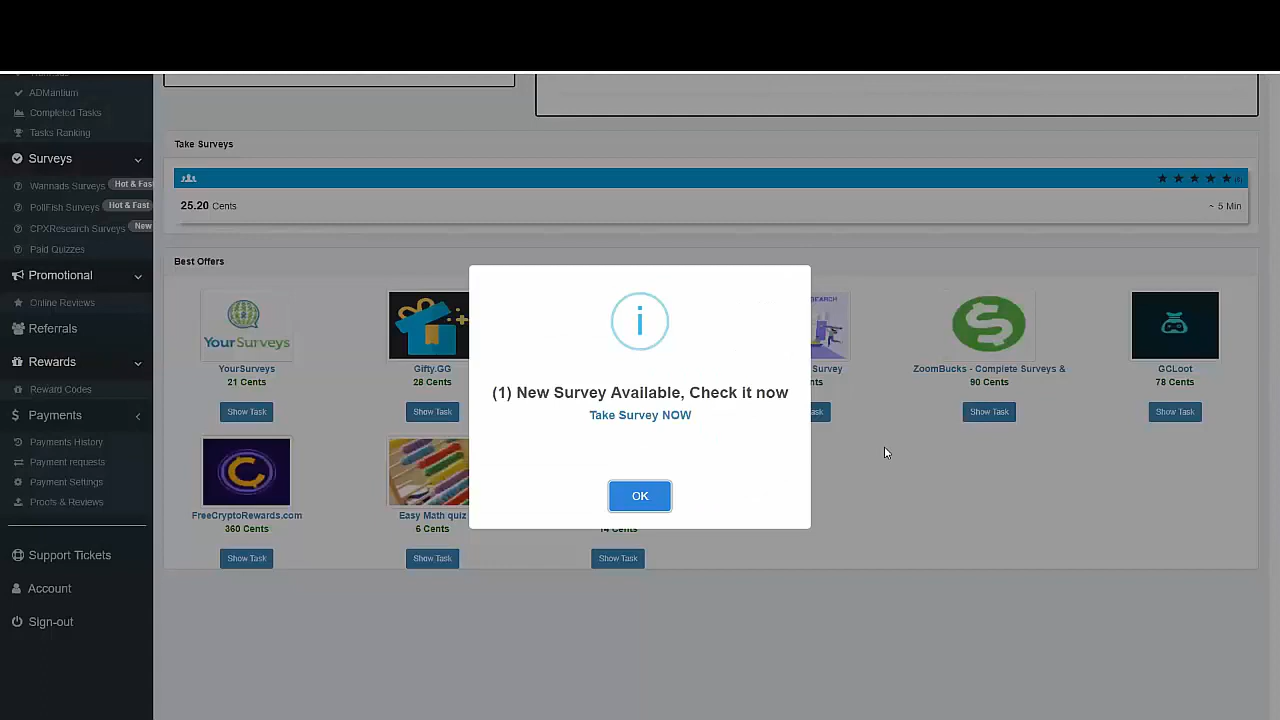 ADMantium
Completed Tasks
Tasks Ranking
Surveys
Wannads Surveys Hot & Fast
PollFish Surveys Hot & Fast
CPXResearch Surveys New
Paid Quizzes
Promotional
Online Reviews
Referrals
Rewards
Reward Codes
Payments
Payments History
Payment requests
Payment Settings
Proofs & Reviews
Support Tickets
Account
Sign-out
Take Surveys
25.20 Cents
~ 5 Min
Best Offers
YourSurveys
YourSurveys
21 Cents
Show Task
Gifty.GG
28 Cents
Show Task
SEARCH
Survey
ZoomBucks - Complete Surveys &
90 Cents
Show Task
GCLoot
78 Cents
Show Task
FreeCryptoRewards.com
360 Cents
Show Task
Easy Math quiz
6 Cents
Show Task
14 Cents
Show Task
(1) New Survey Available, Check it now
Take Survey NOW
OK